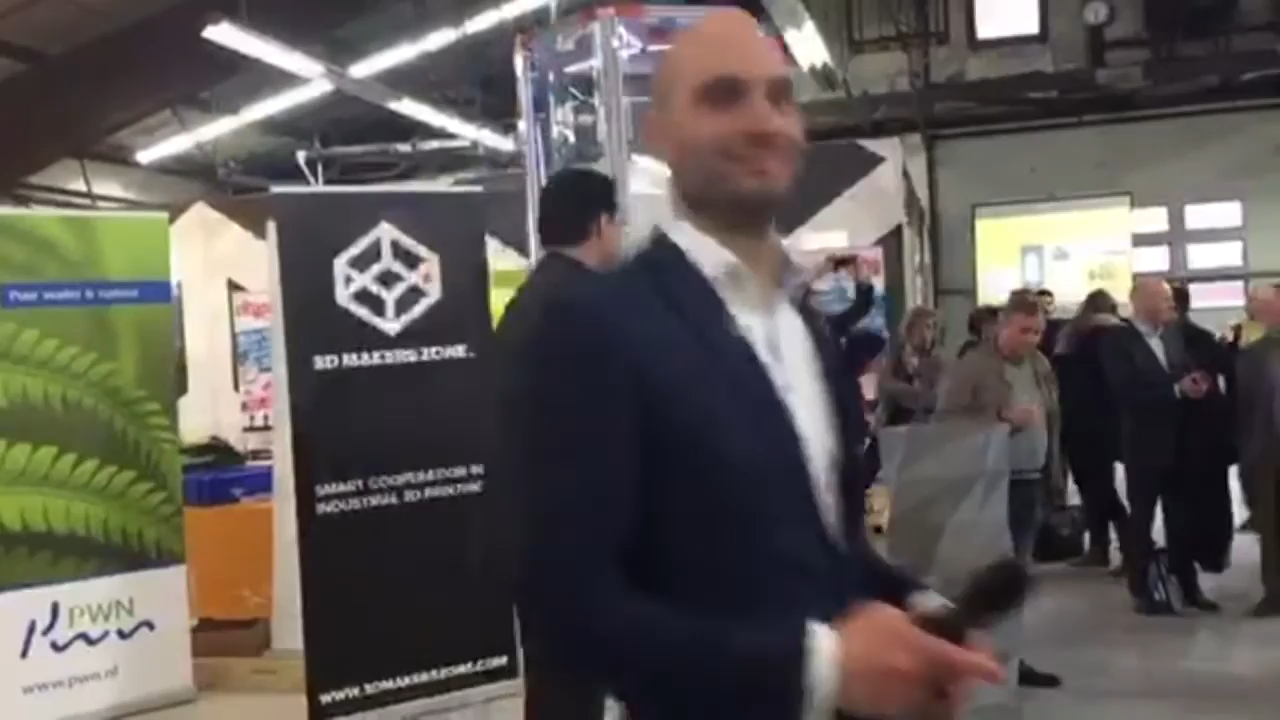 Puur water & natuur
PWN
www.pwn.nl
3D MAKERS ZONE.
SMART COOPERATION IN
INDUSTRIAL 3D PRINTING
WWW.3DMAKERSZONE.COM